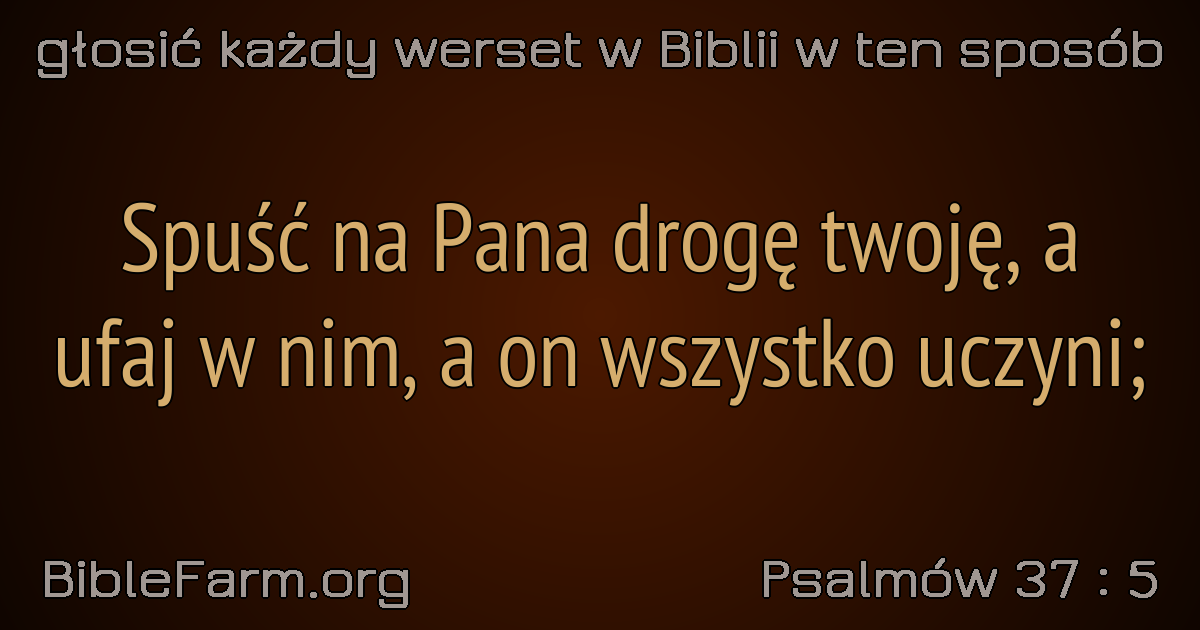 głosić każdy werset w Biblii w ten sposób
Spuść na Pana drogę twoję, a
ufaj w nim, a on wszystko uczyni;
BibleFarm.org
Psalmów 37 : 5